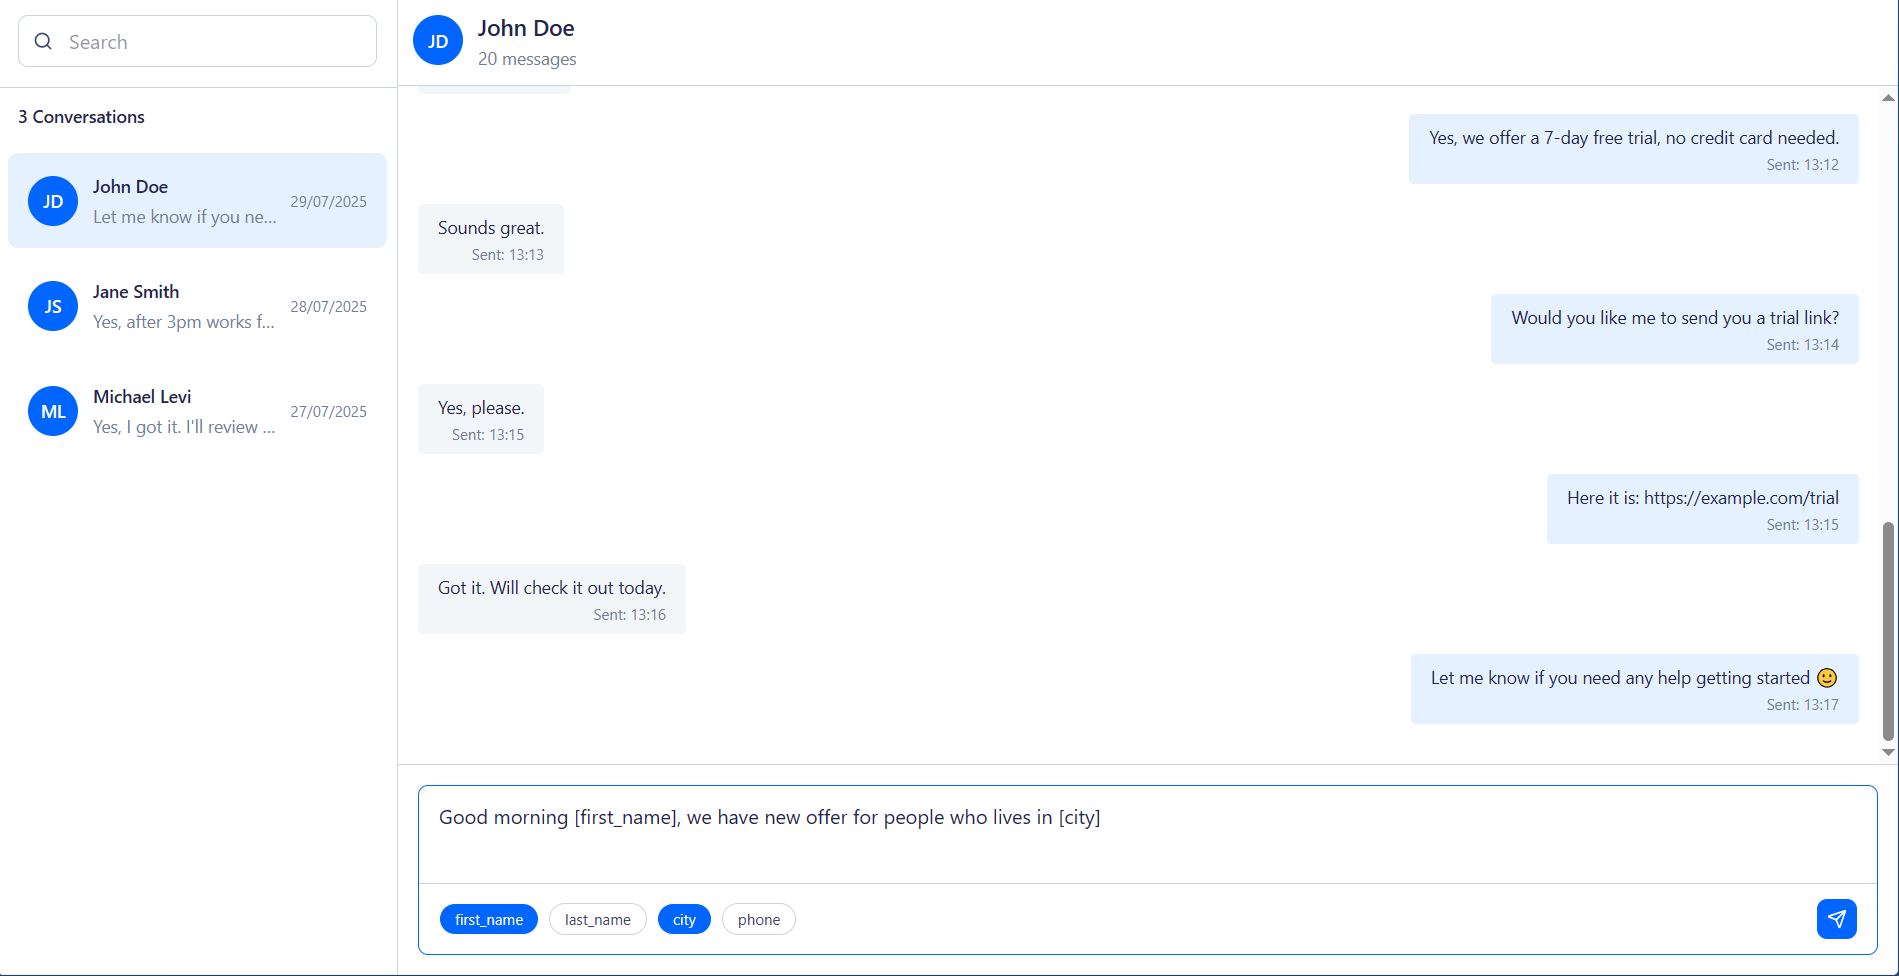 Search
3 Conversations
JD
John Doe
Let me know if you ne...
29/07/2025
JS
Jane Smith
Yes, after 3pm works f...
28/07/2025
ML
Michael Levi
Yes, I got it. I'll review ...
27/07/2025
JD
John Doe
20 messages
Yes, we offer a 7-day free trial, no credit card needed.
Sent: 13:12
Sounds great.
Sent: 13:13
Would you like me to send you a trial link?
Sent: 13:14
Yes, please.
Sent: 13:15
Here it is: https://example.com/trial
Sent: 13:15
Got it. Will check it out today.
Sent: 13:16
Let me know if you need any help getting started 🙂
Sent: 13:17
Good morning [first_name], we have new offer for people who lives in [city]
first_name last_name city phone